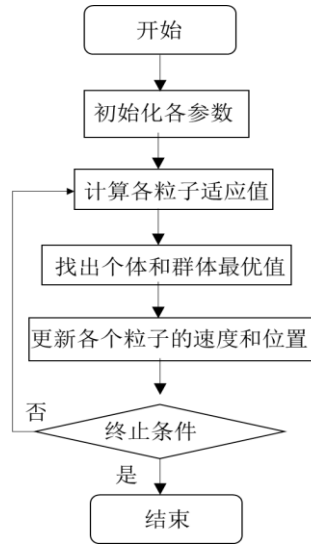 开始
初始化各参数
计算各粒子适应值
找出个体和群体最优值
更新各个粒子的速度和位置
否
终止条件
是
结束